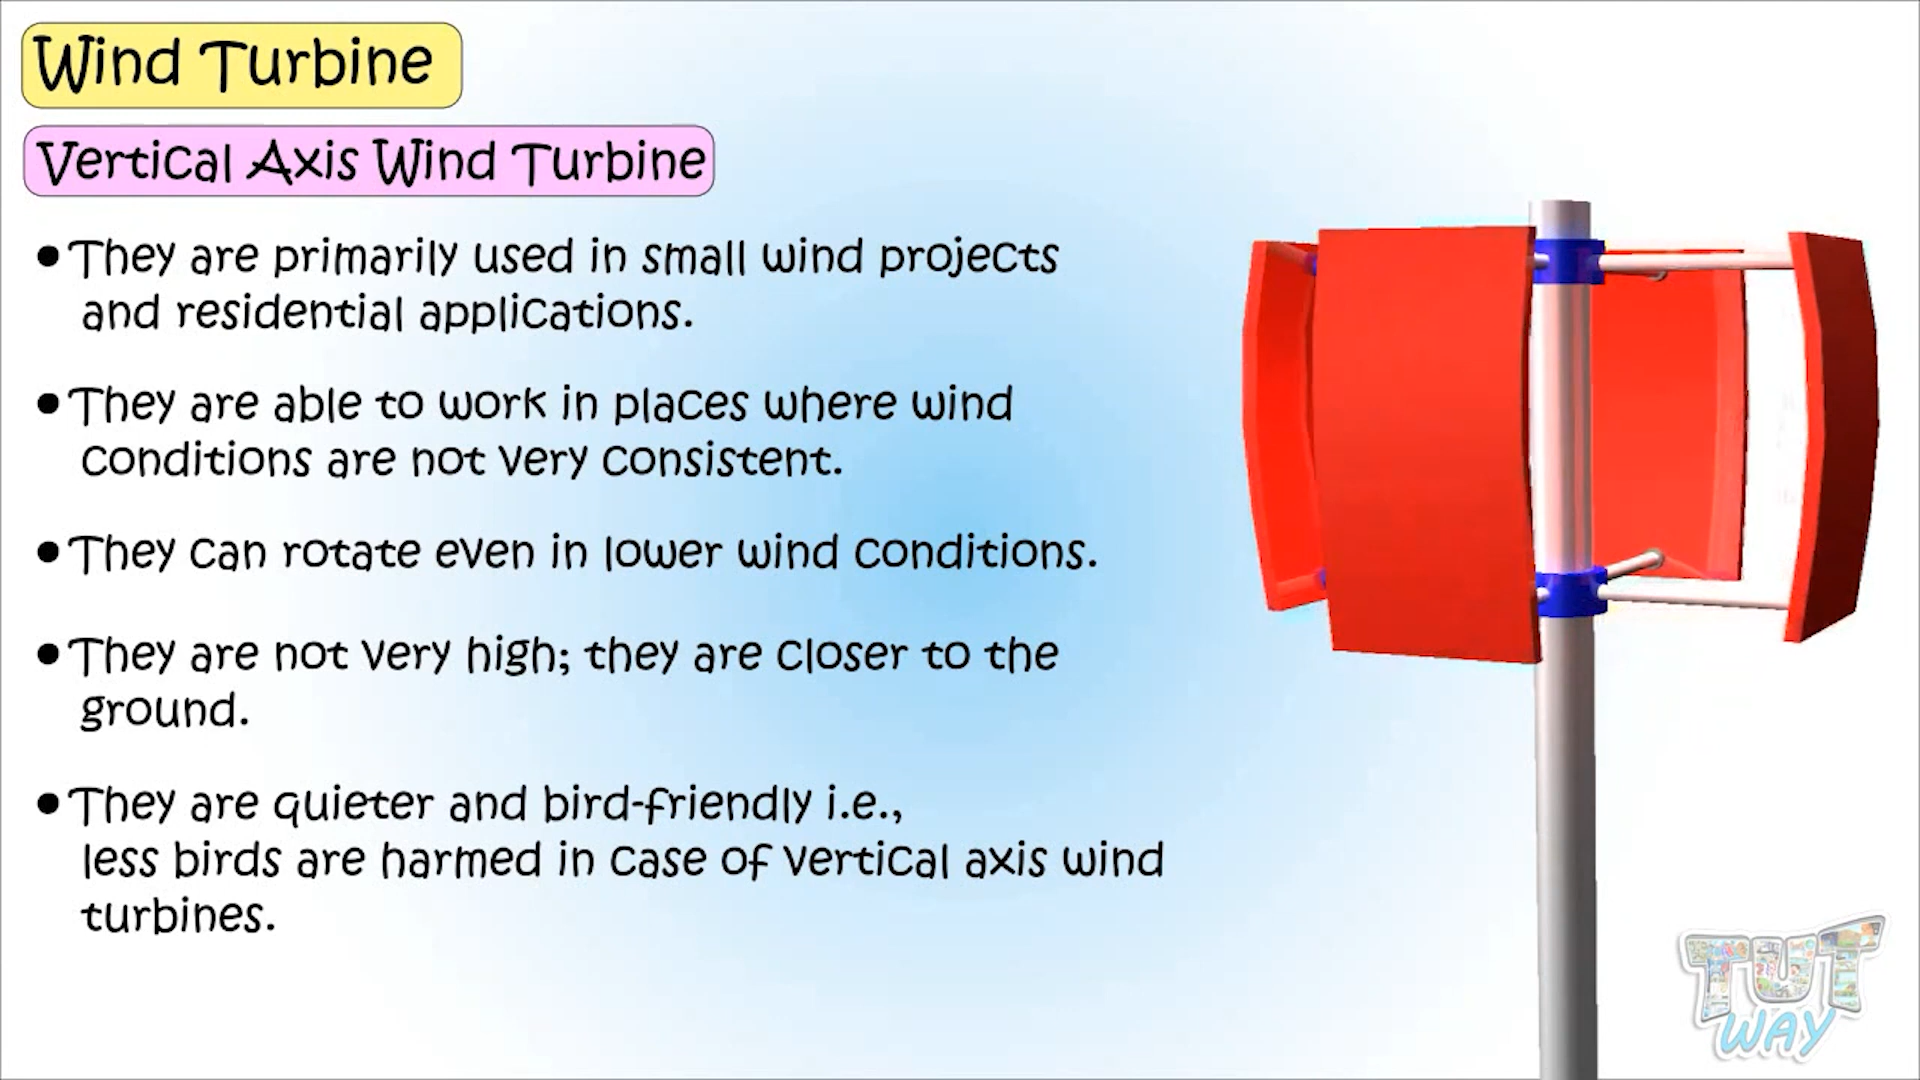 Wind Turbine
Vertical Axis Wind Turbine
•They are primarily used in small wind projects
and residential applications.
•They are able to work in places where wind
conditions are not very consistent.
•They can rotate even in lower wind conditions.
•They are not very high; they are closer to the
ground.
•They are quieter and bird-friendly i.e.,
less birds are harmed in case of vertical axis wind
turbines.
TUT
WAY